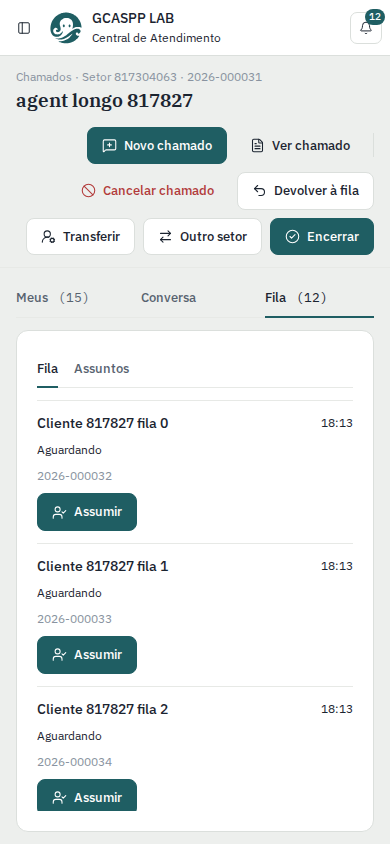 GCASPP LAB
Central de Atendimento
12
Chamados · Setor 817304063 · 2026-000031
agent longo 817827
Novo chamado
Ver chamado
Cancelar chamado
Devolver à fila
Transferir
Outro setor
Encerrar
Meus (15)
Conversa
Fila (12)
Fila
Assuntos
Cliente 817827 fila 0
18:13
Aguardando
2026-000032
Assumir
Cliente 817827 fila 1
18:13
Aguardando
2026-000033
Assumir
Cliente 817827 fila 2
18:13
Aguardando
2026-000034
Assumir